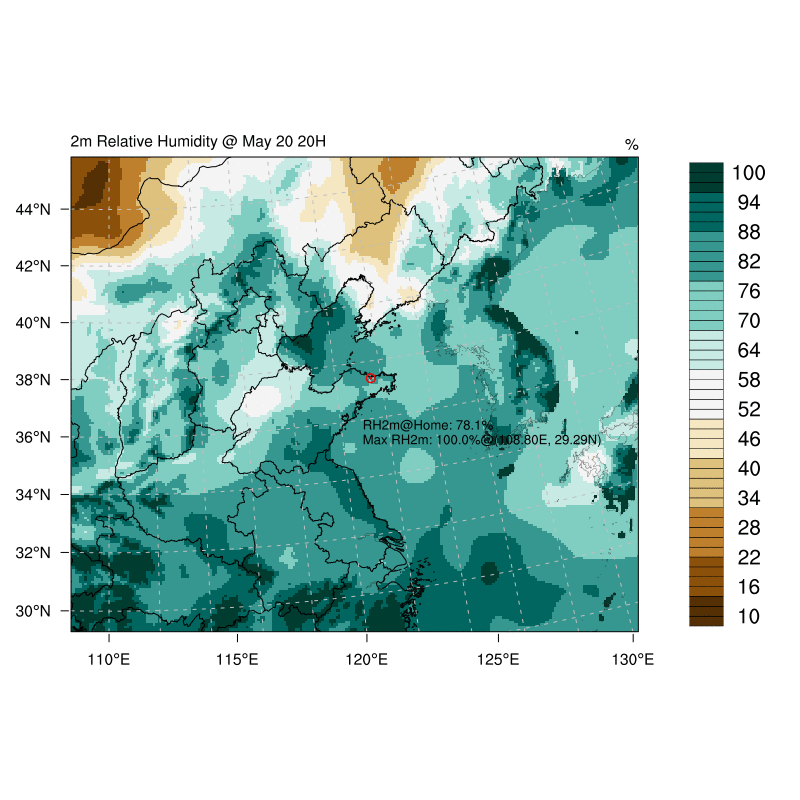 2m Relative Humidity @ May 20 20H
%
100
94
88
82
76
70
64
58
52
46
40
34
28
22
16
10
44°N
42°N
40°N
38°N
36°N
34°N
32°N
30°N
RH2m@Home: 78.1%
Max RH2m: 100.0%@(108.80E, 29.29N)
110°E 115°E 120°E 125°E 130°E